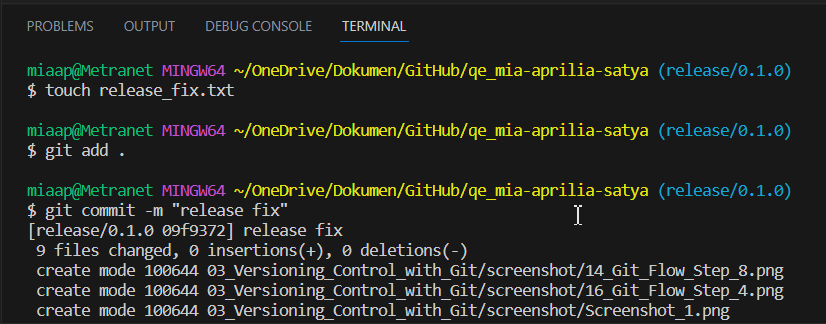 PROBLEMS OUTPUT DEBUG CONSOLE TERMINAL
miaap@Metranet MINGW64 ~/OneDrive/Dokumen/GitHub/qe_mia-aprilia-satya (release/0.1.0)
$ touch release_fix.txt
miaap@Metranet MINGW64 ~/OneDrive/Dokumen/GitHub/qe_mia-aprilia-satya (release/0.1.0)
$ git add .
miaap@Metranet MINGW64 ~/OneDrive/Dokumen/GitHub/qe_mia-aprilia-satya (release/0.1.0)
$ git commit -m "release fix"
[release/0.1.0 09f9372] release fix
 9 files changed, 0 insertions(+), 0 deletions(-)
 create mode 100644 03_Versioning_Control_with_Git/screenshot/14_Git_Flow_Step_8.png
 create mode 100644 03_Versioning_Control_with_Git/screenshot/16_Git_Flow_Step_4.png
 create mode 100644 03_Versioning_Control_with_Git/screenshot/Screenshot_1.png